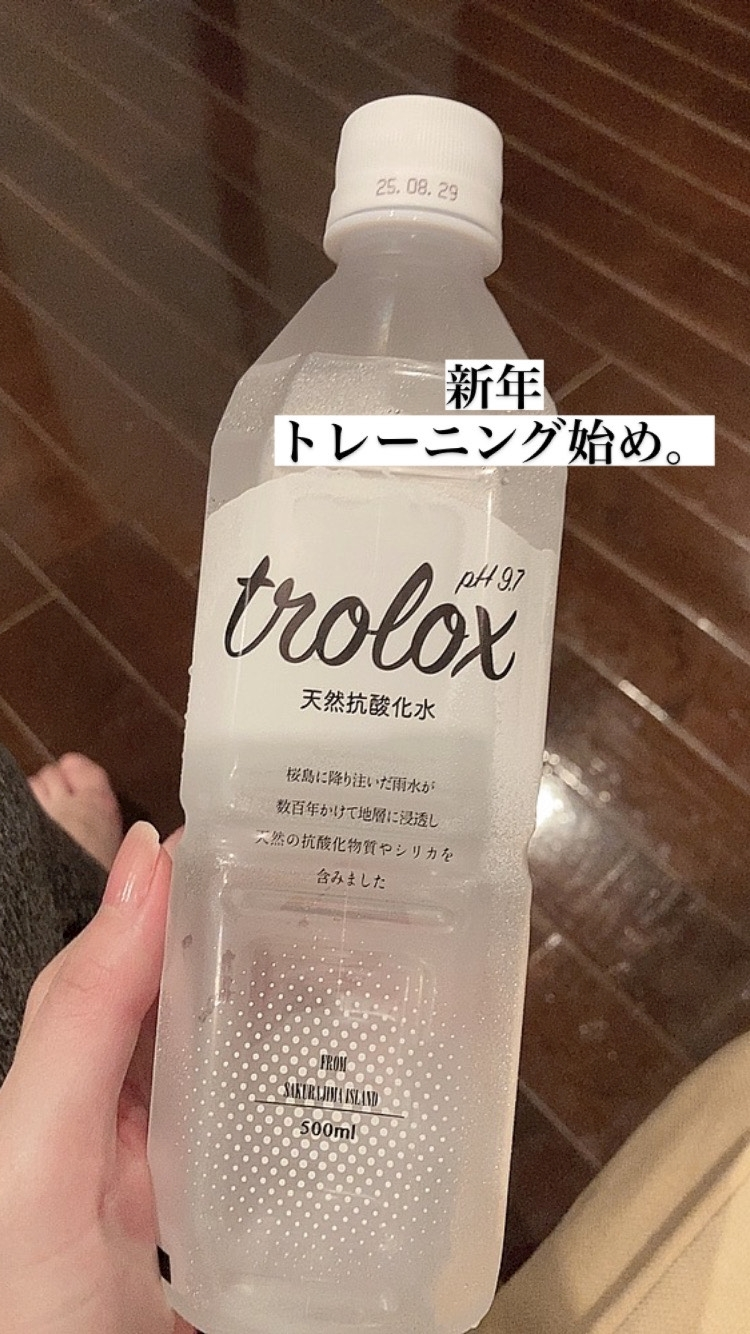 25.08.29
新年
トレーニング始め。
pH 9.7
trolox
天然抗酸化水
桜島に降り注いだ雨水が
数百年かけて地層に浸透し
天然の抗酸化物質やシリカを
含みました
FROM
SAKURAJIMA ISLAND
500ml